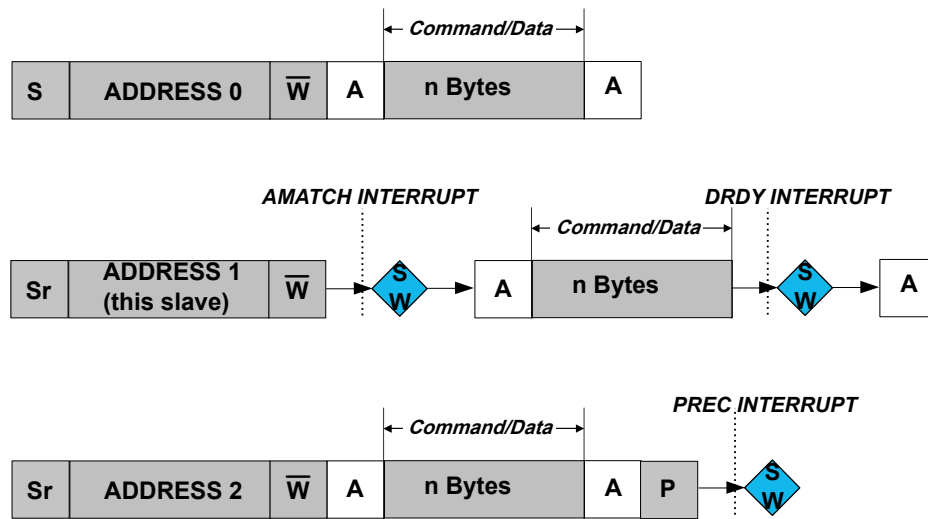 Command/Data
S ADDRESS 0 W̅ A n Bytes A
AMATCH INTERRUPT DRDY INTERRUPT
Command/Data
Sr ADDRESS 1 (this slave) W̅ S W A n Bytes S W A
PREC INTERRUPT
Command/Data
Sr ADDRESS 2 W̅ A n Bytes A P S W